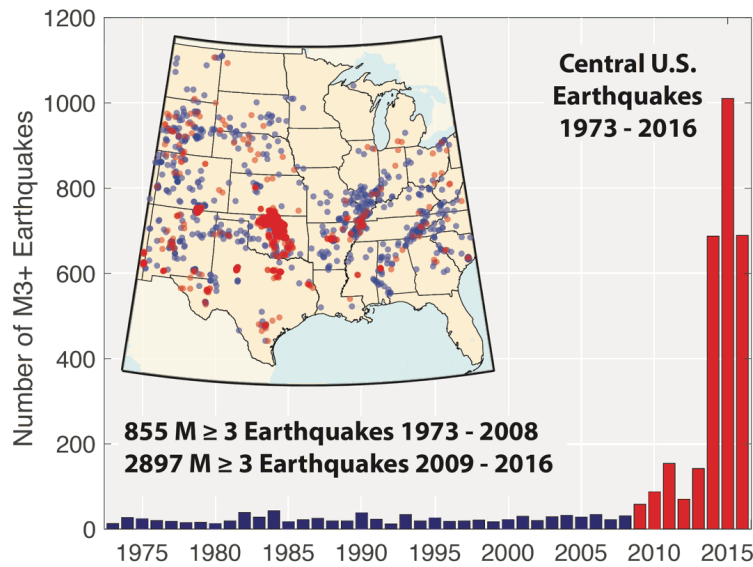 1200
1000
800
600
400
200
0
Number of M3+ Earthquakes
Central U.S.
Earthquakes
1973 - 2016
855 M ≥ 3 Earthquakes 1973 - 2008
2897 M ≥ 3 Earthquakes 2009 - 2016
1975 1980 1985 1990 1995 2000 2005 2010 2015